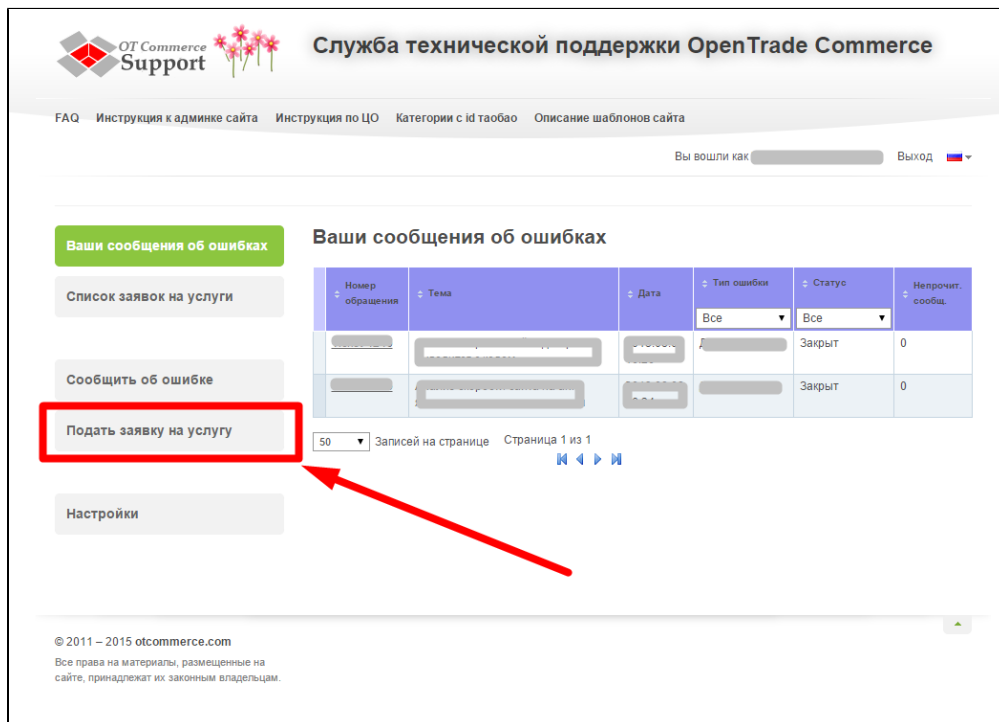 OT Commerce
Support
Служба технической поддержки OpenTrade Commerce
FAQ Инструкция к админке сайта Инструкция по ЦО Категории с id таобао Описание шаблонов сайта
Вы вошли как Выход
Ваши сообщения об ошибках
Список заявок на услуги
Сообщить об ошибке
Подать заявку на услугу
Настройки
Ваши сообщения об ошибках
Номер обращения Тема Дата Тип ошибки Статус Непрочит. сообщ.
Все Все
Закрыт 0
Закрыт 0
50 Записей на странице Страница 1 из 1
© 2011 – 2015 otcommerce.com
Все права на материалы, размещенные на
сайте, принадлежат их законным владельцам.